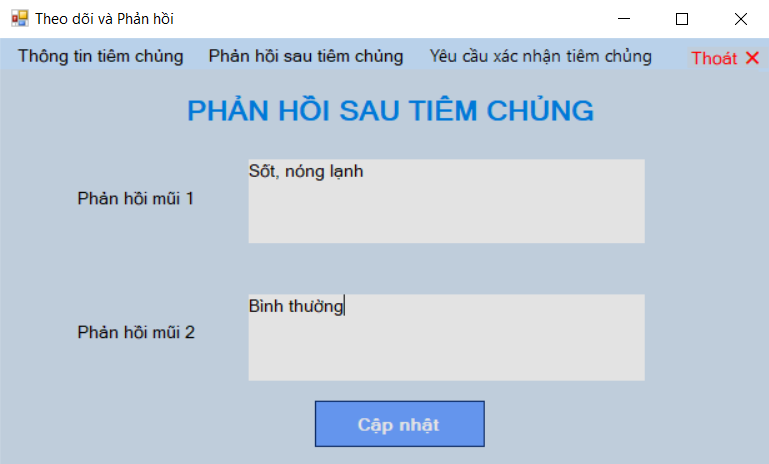 Theo dõi và Phản hồi
Thông tin tiêm chủng Phản hồi sau tiêm chủng Yêu cầu xác nhận tiêm chủng Thoát ✕
PHẢN HỒI SAU TIÊM CHỦNG
Phản hồi mũi 1
Sốt, nóng lạnh
Phản hồi mũi 2
Bình thường
Cập nhật